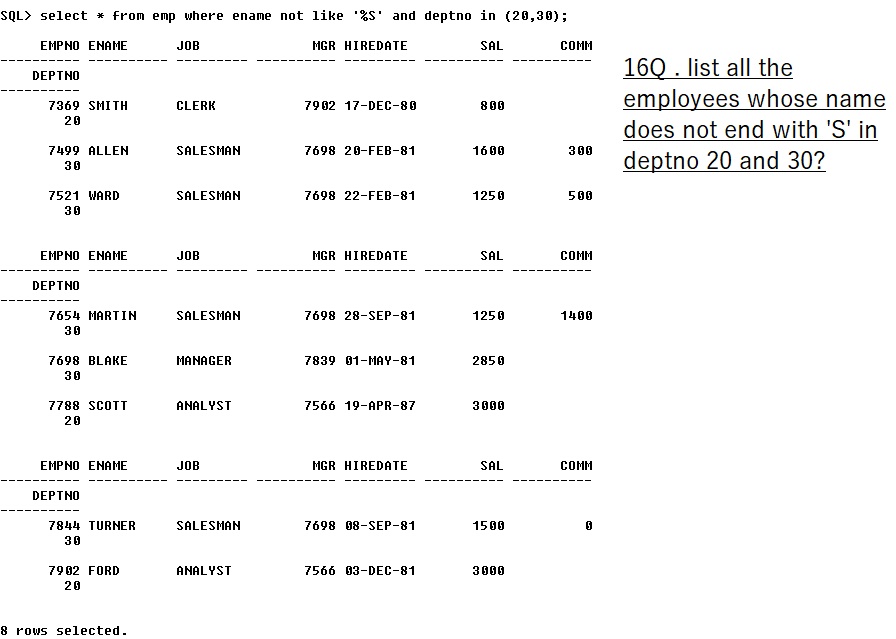 SQL> select * from emp where ename not like '%S' and deptno in (20,30);
EMPNO ENAME JOB MGR HIREDATE SAL COMM
---------- ---------- --------- ---------- --------- ---------- ----------
DEPTNO
----------
7369 SMITH CLERK 7902 17-DEC-80 800
20
7499 ALLEN SALESMAN 7698 20-FEB-81 1600 300
30
7521 WARD SALESMAN 7698 22-FEB-81 1250 500
30
EMPNO ENAME JOB MGR HIREDATE SAL COMM
---------- ---------- --------- ---------- --------- ---------- ----------
DEPTNO
----------
7654 MARTIN SALESMAN 7698 28-SEP-81 1250 1400
30
7698 BLAKE MANAGER 7839 01-MAY-81 2850
30
7788 SCOTT ANALYST 7566 19-APR-87 3000
20
EMPNO ENAME JOB MGR HIREDATE SAL COMM
---------- ---------- --------- ---------- --------- ---------- ----------
DEPTNO
----------
7844 TURNER SALESMAN 7698 08-SEP-81 1500 0
30
7902 FORD ANALYST 7566 03-DEC-81 3000
20
8 rows selected.
16Q . list all the
employees whose name
does not end with 'S' in
deptno 20 and 30?